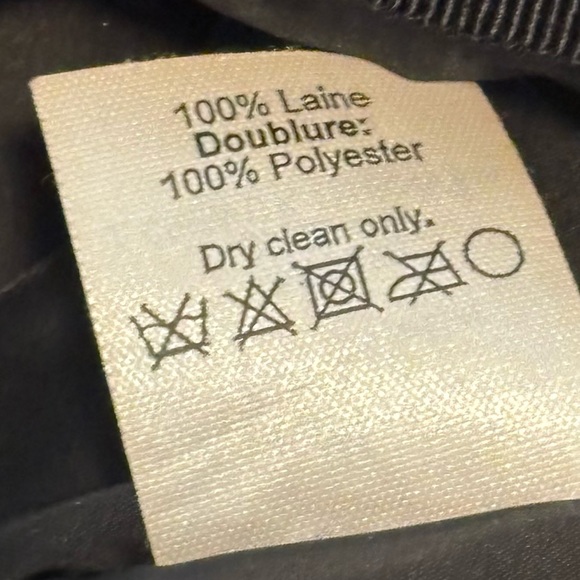 100% Laine
Doublure:
100% Polyester
Dry clean only.